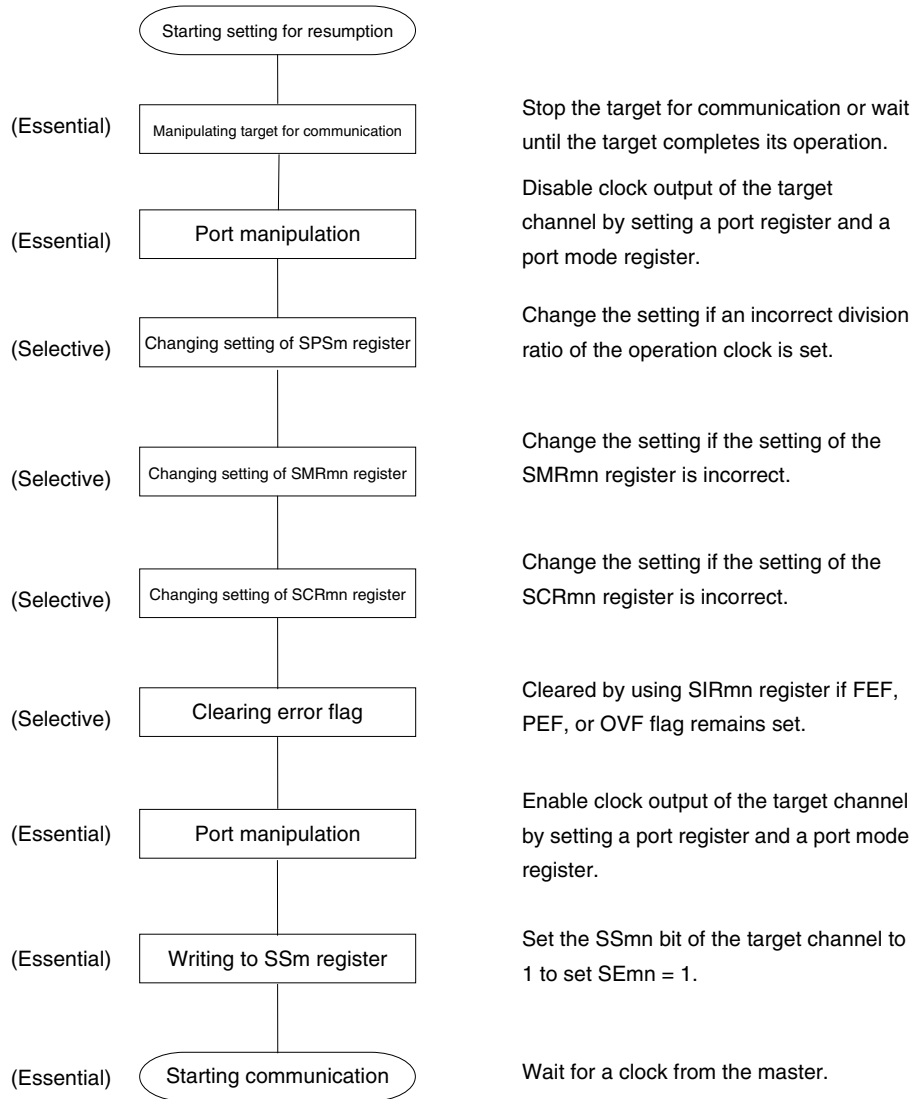 Starting setting for resumption
(Essential)
Manipulating target for communication
Stop the target for communication or wait
until the target completes its operation.
(Essential)
Port manipulation
Disable clock output of the target
channel by setting a port register and a
port mode register.
(Selective)
Changing setting of SPSm register
Change the setting if an incorrect division
ratio of the operation clock is set.
(Selective)
Changing setting of SMRmn register
Change the setting if the setting of the
SMRmn register is incorrect.
(Selective)
Changing setting of SCRmn register
Change the setting if the setting of the
SCRmn register is incorrect.
(Selective)
Clearing error flag
Cleared by using SIRmn register if FEF,
PEF, or OVF flag remains set.
(Essential)
Port manipulation
Enable clock output of the target channel
by setting a port register and a port mode
register.
(Essential)
Writing to SSm register
Set the SSmn bit of the target channel to
1 to set SEmn = 1.
(Essential)
Starting communication
Wait for a clock from the master.